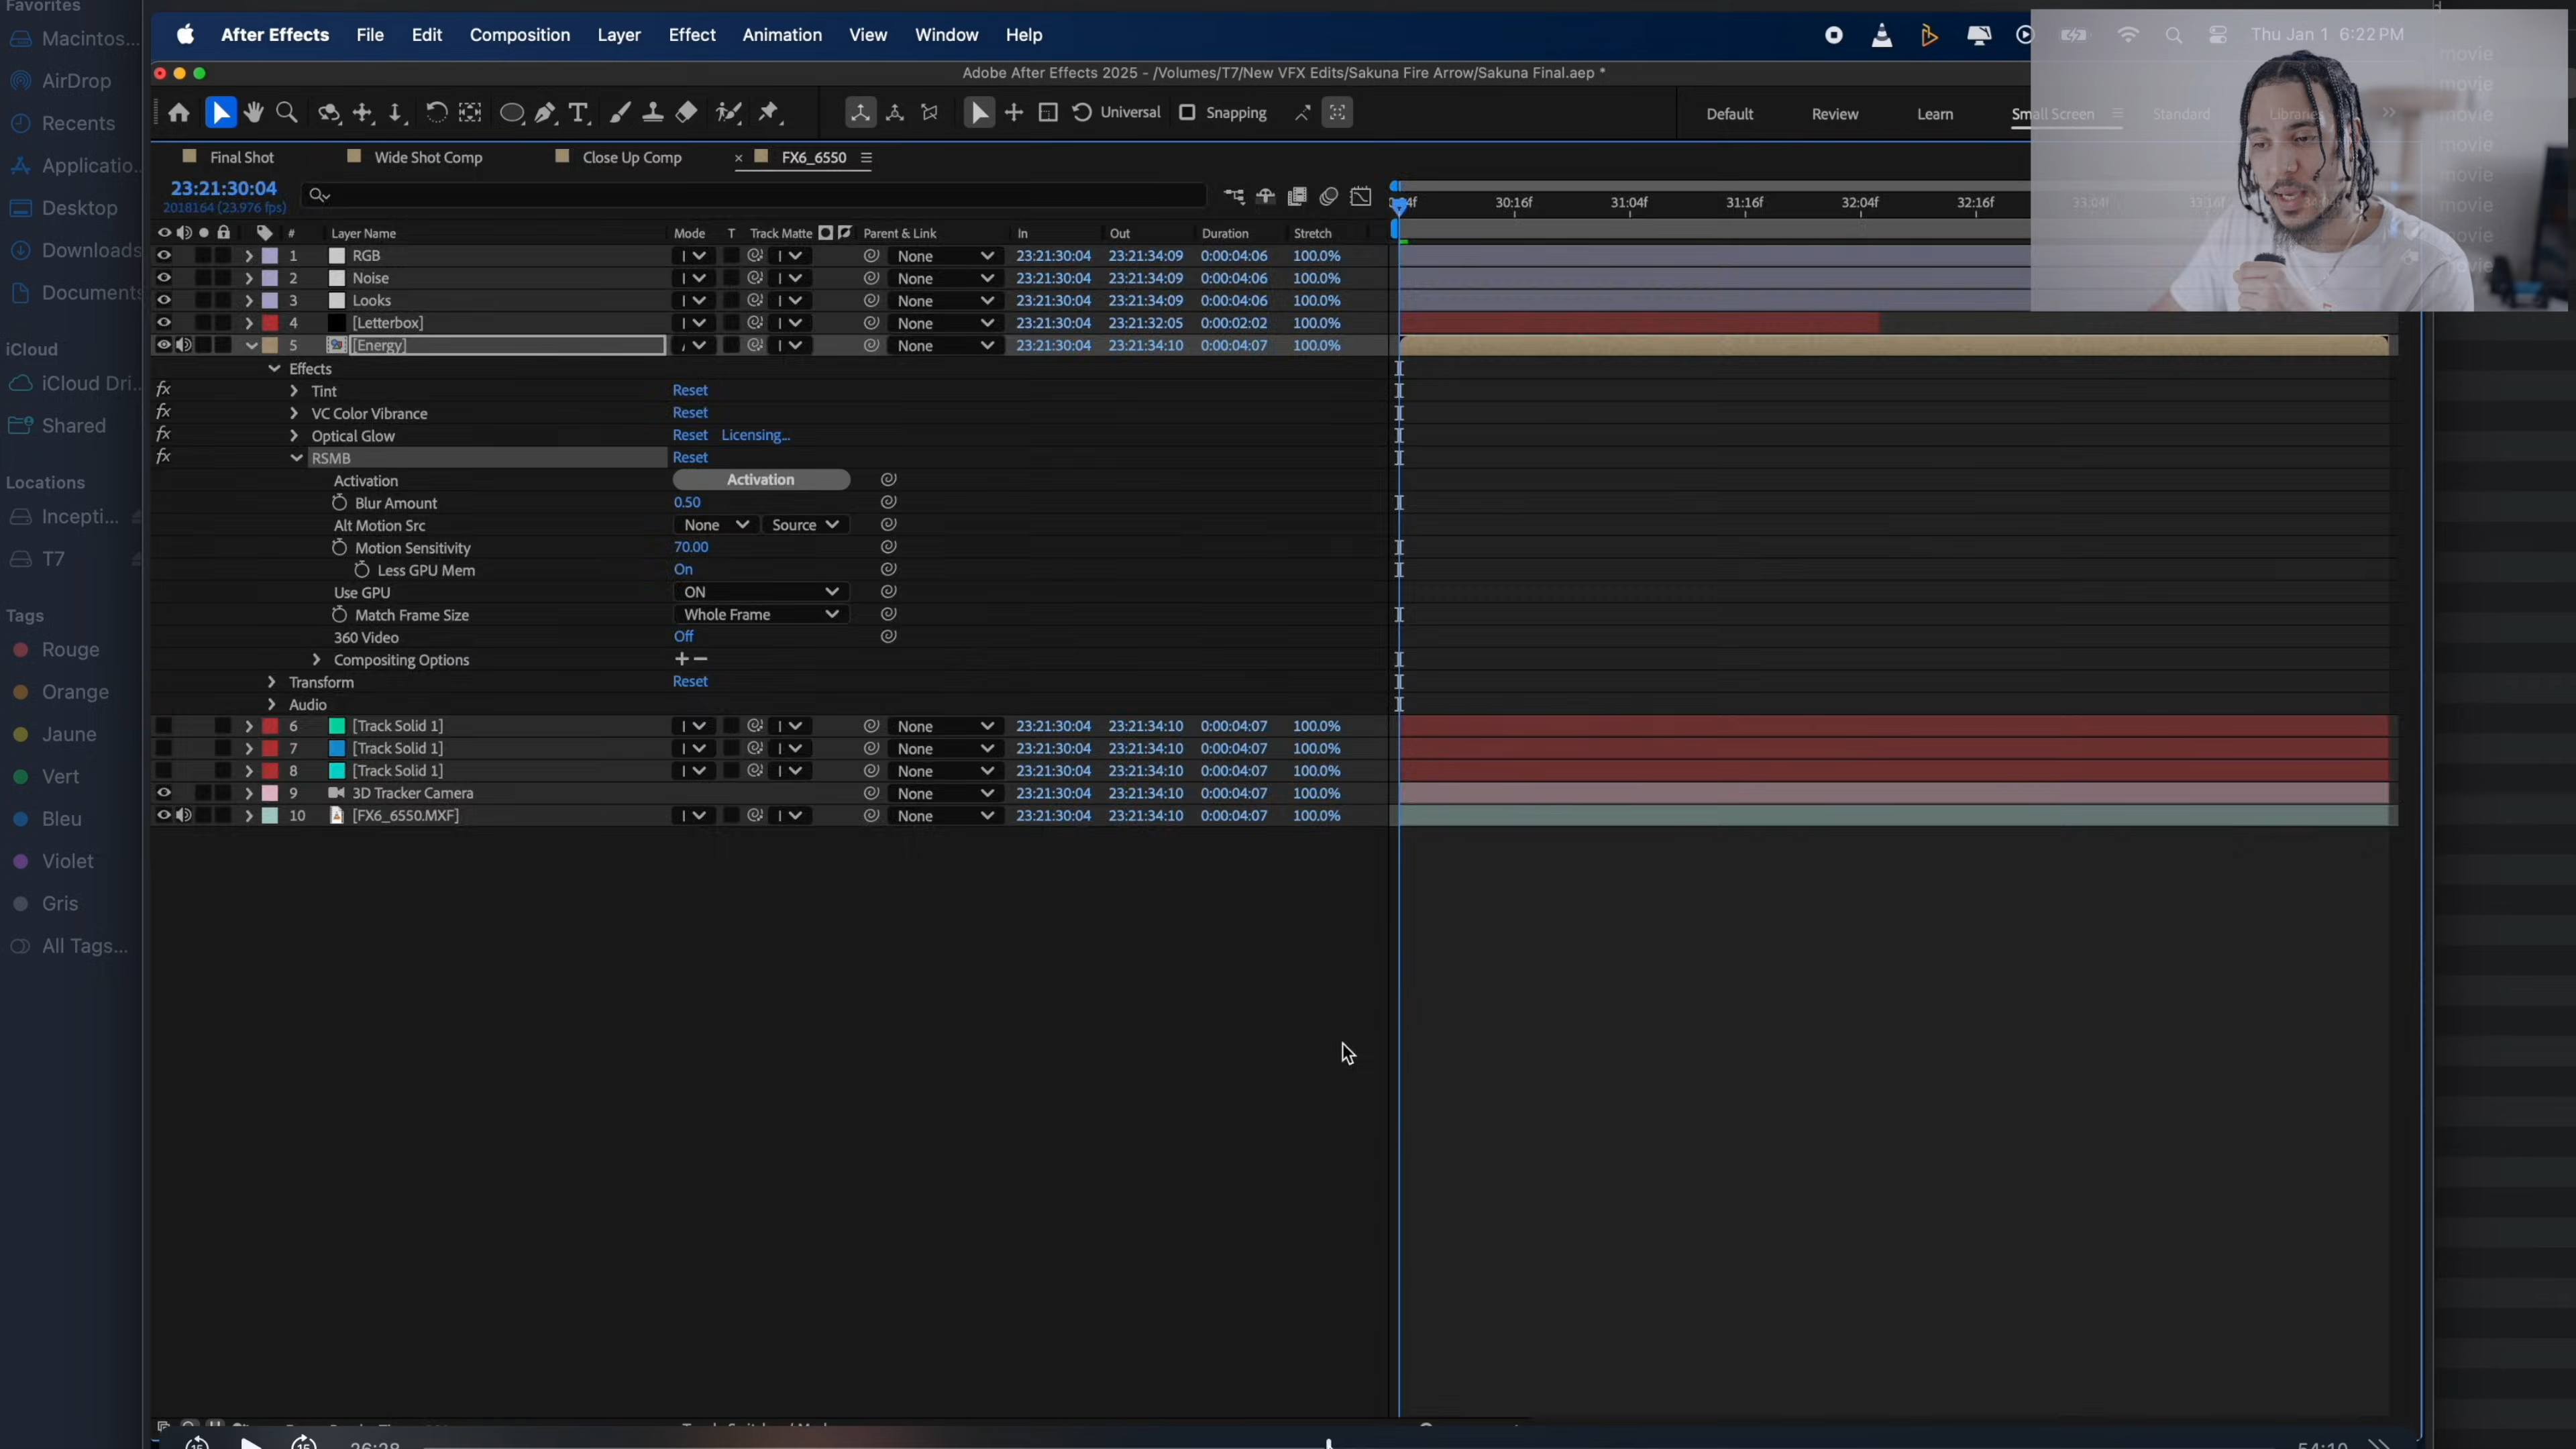 Favorites
Macintos...
AirDrop
Recents
Applicatio...
Desktop
Downloads
Documents
iCloud
iCloud Dri...
Shared
Locations
Incepti...
T7
Tags
Rouge
Orange
Jaune
Vert
Bleu
Violet
Gris
All Tags...
After Effects File Edit Composition Layer Effect Animation View Window Help Thu Jan 1 6:22 PM
Adobe After Effects 2025 - /Volumes/T7/New VFX Edits/Sakuna Fire Arrow/Sakuna Final.aep *
Universal Snapping Default Review Learn Small Screen Standard Libraries
Final Shot Wide Shot Comp Close Up Comp × FX6_6550
23:21:30:04
2018164 (23.976 fps)
30:16f 31:04f 31:16f 32:04f 32:16f 33:04f 33:16f
# Layer Name Mode T Track Matte Parent & Link In Out Duration Stretch
1 RGB None 23:21:30:04 23:21:34:09 0:00:04:06 100.0%
2 Noise None 23:21:30:04 23:21:34:09 0:00:04:06 100.0%
3 Looks None 23:21:30:04 23:21:34:09 0:00:04:06 100.0%
4 [Letterbox] None 23:21:30:04 23:21:32:05 0:00:02:02 100.0%
5 [Energy] None 23:21:30:04 23:21:34:10 0:00:04:07 100.0%
Effects
fx Tint Reset
fx VC Color Vibrance Reset
fx Optical Glow Reset Licensing...
fx RSMB Reset
Activation Activation
Blur Amount 0.50
Alt Motion Src None Source
Motion Sensitivity 70.00
Less GPU Mem On
Use GPU ON
Match Frame Size Whole Frame
360 Video Off
Compositing Options + −
Transform Reset
Audio
6 [Track Solid 1] None 23:21:30:04 23:21:34:10 0:00:04:07 100.0%
7 [Track Solid 1] None 23:21:30:04 23:21:34:10 0:00:04:07 100.0%
8 [Track Solid 1] None 23:21:30:04 23:21:34:10 0:00:04:07 100.0%
9 3D Tracker Camera None 23:21:30:04 23:21:34:10 0:00:04:07 100.0%
10 [FX6_6550.MXF] None 23:21:30:04 23:21:34:10 0:00:04:07 100.0%
movie
movie
movie
movie
movie
movie
movie